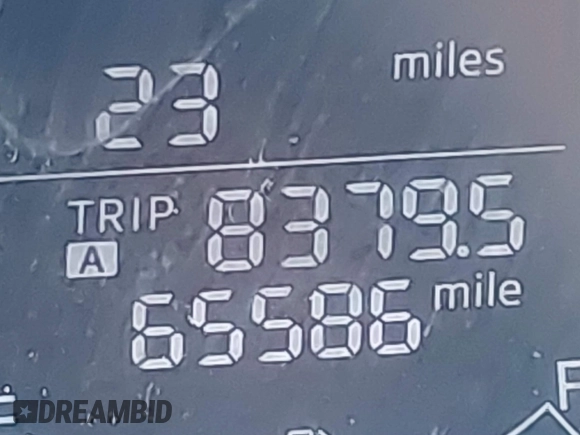 23 miles
TRIP A 8379.5
65586 mile
F
DREAMBID